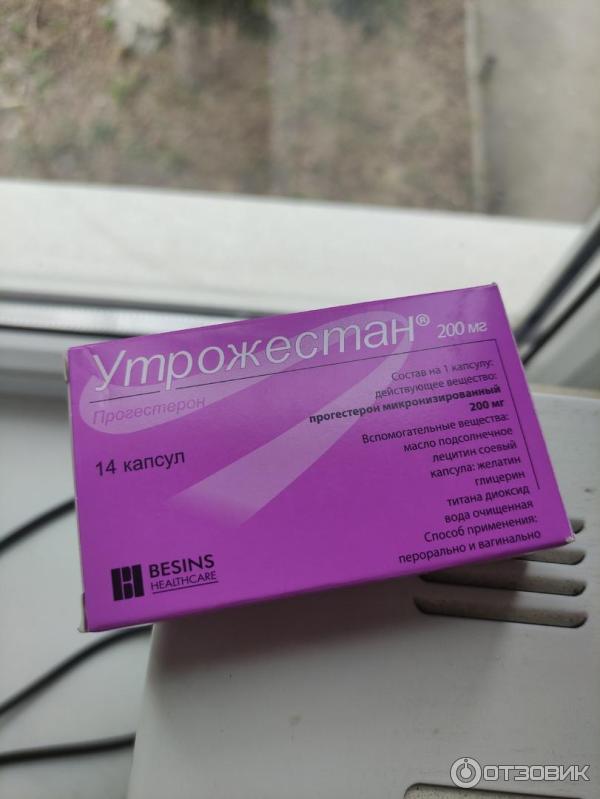 Утрожестан® 200 мг
Прогестерон
14 капсул
Состав на 1 капсулу:
действующее вещество:
прогестерон микронизированный
200 мг
Вспомогательные вещества:
масло подсолнечное
лецитин соевый
капсула: желатин
глицерин
титана диоксид
вода очищенная
Способ применения:
перорально и вагинально
BESINS
HEALTHCARE
ОТЗОВИК